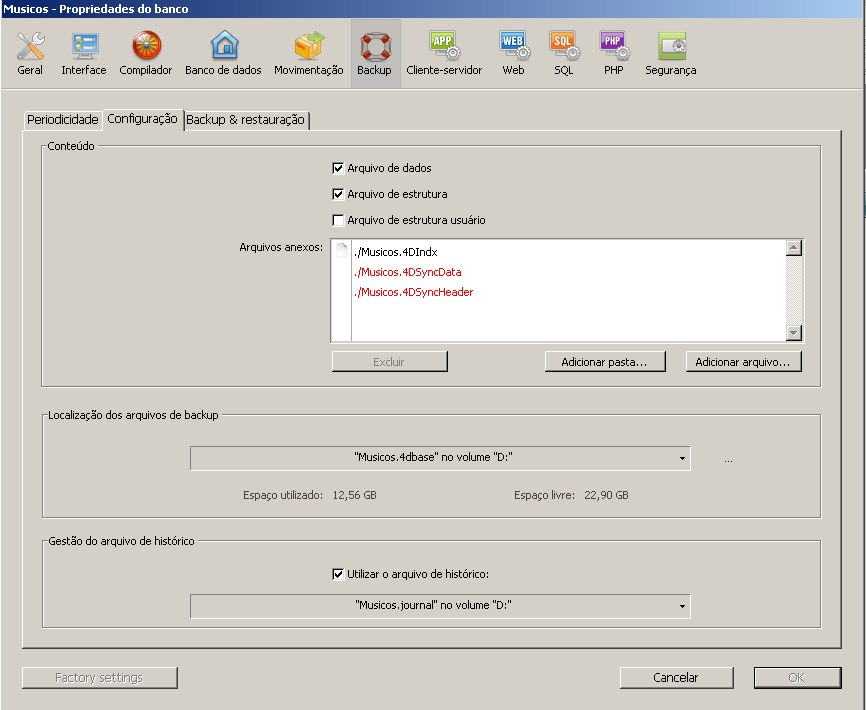 Musicos - Propriedades do banco
APP WEB SQL PHP
Geral Interface Compilador Banco de dados Movimentação Backup Cliente-servidor Web SQL PHP Segurança
Periodicidade Configuração Backup & restauração
Conteúdo
Arquivo de dados
Arquivo de estrutura
Arquivo de estrutura usuário
Arquivos anexos: ./Musicos.4DIndx
./Musicos.4DSyncData
./Musicos.4DSyncHeader
Excluir Adicionar pasta... Adicionar arquivo...
Localização dos arquivos de backup
"Musicos.4dbase" no volume "D:" ...
Espaço utilizado: 12,56 GB Espaço livre: 22,90 GB
Gestão do arquivo de histórico
Utilizar o arquivo de histórico:
"Musicos.journal" no volume "D:"
Factory settings Cancelar OK